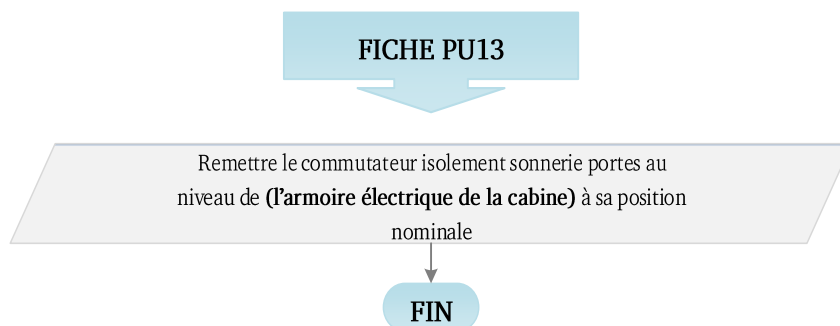 FICHE PU13
Remettre le commutateur isolement sonnerie portes au
niveau de (l’armoire électrique de la cabine) à sa position
nominale
FIN